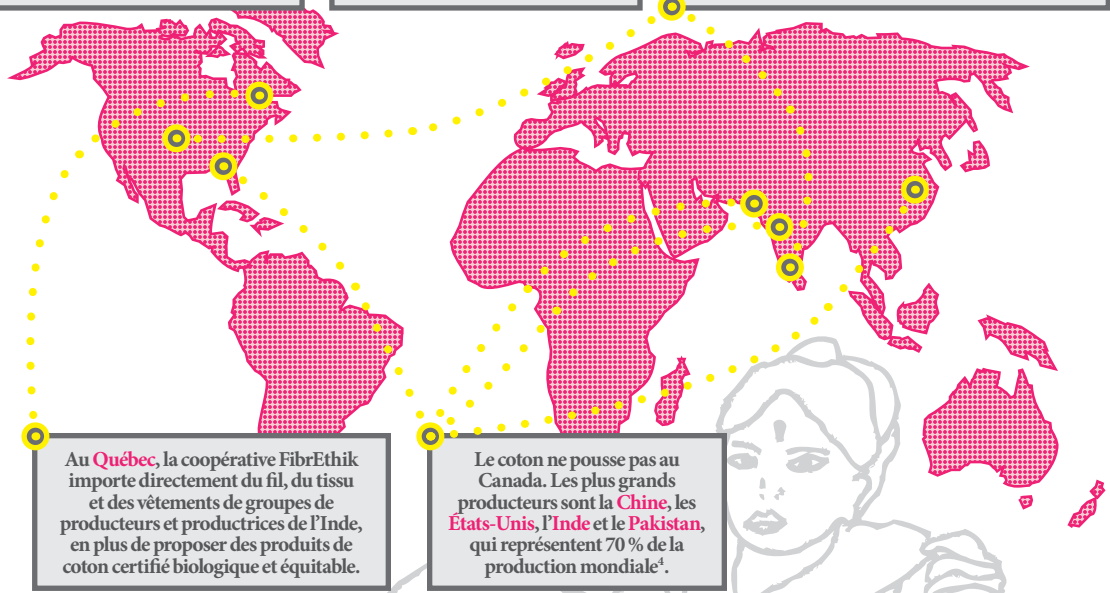 Au Québec, la coopérative FibrEthik
importe directement du fil, du tissu
et des vêtements de groupes de
producteurs et productrices de l’Inde,
en plus de proposer des produits de
coton certifié biologique et équitable.
Le coton ne pousse pas au
Canada. Les plus grands
producteurs sont la Chine, les
États-Unis, l’Inde et le Pakistan,
qui représentent 70 % de la
production mondiale⁴.